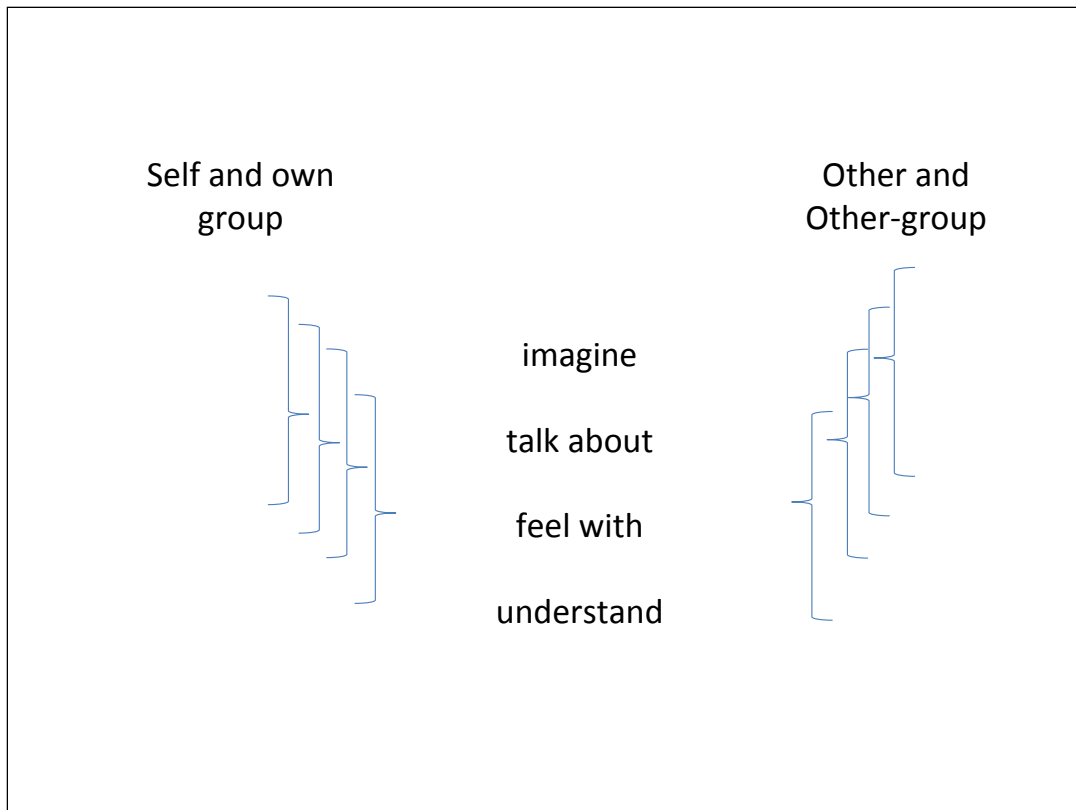 Self and own
group
Other and
Other-group
imagine
talk about
feel with
understand